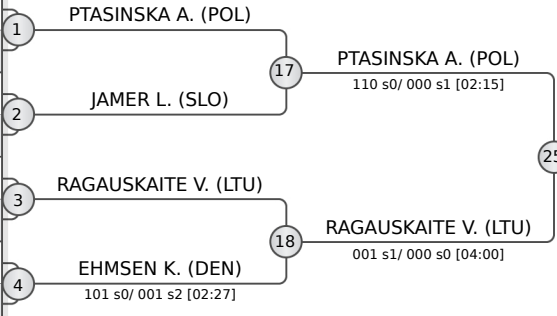 PTASINSKA A. (POL)
1
17
PTASINSKA A. (POL)
110 s0/ 000 s1 [02:15]
JAMER L. (SLO)
2
25
RAGAUSKAITE V. (LTU)
3
18
RAGAUSKAITE V. (LTU)
001 s1/ 000 s0 [04:00]
EHMSEN K. (DEN)
4
101 s0/ 001 s2 [02:27]